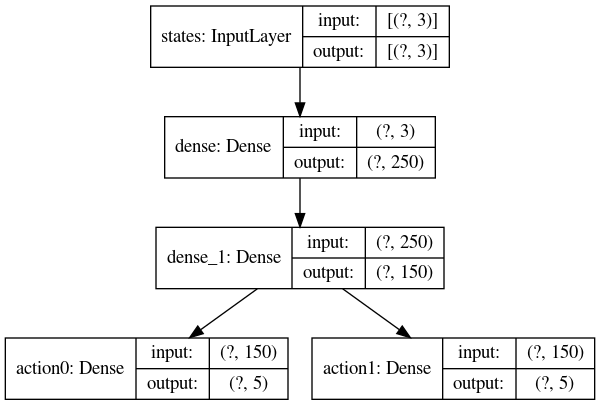 states: InputLayer
input:
[(?, 3)]
output:
[(?, 3)]
dense: Dense
input:
(?, 3)
output:
(?, 250)
dense_1: Dense
input:
(?, 250)
output:
(?, 150)
action0: Dense
input:
(?, 150)
output:
(?, 5)
action1: Dense
input:
(?, 150)
output:
(?, 5)